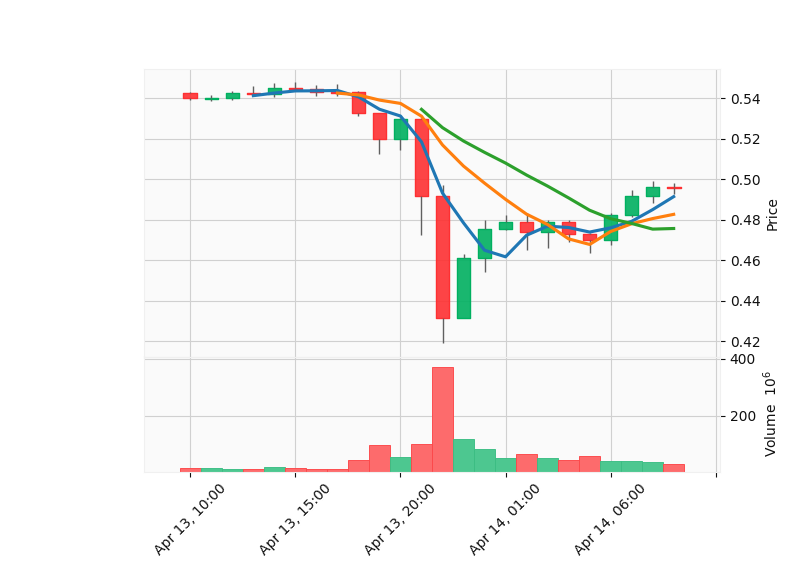 0.54
0.52
0.50
0.48
0.46
0.44
0.42
Price
400
200
Volume 10^6
Apr 13, 10:00
Apr 13, 15:00
Apr 13, 20:00
Apr 14, 01:00
Apr 14, 06:00